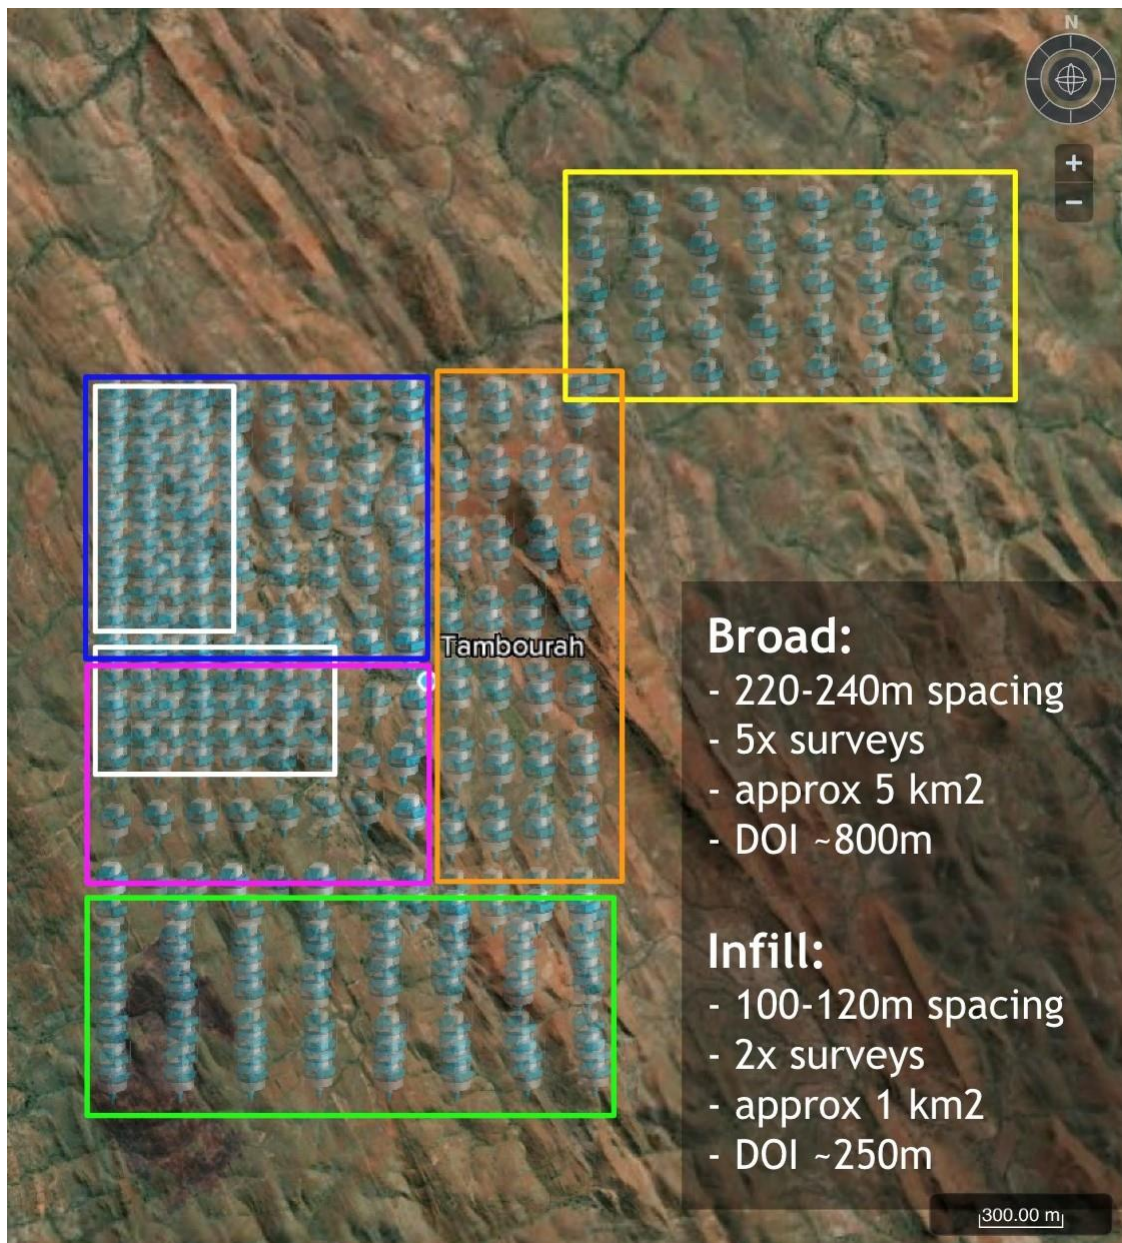 N
+
−
Tambourah
Broad:
- 220-240m spacing
- 5x surveys
- approx 5 km2
- DOI ~800m
Infill:
- 100-120m spacing
- 2x surveys
- approx 1 km2
- DOI ~250m
300.00 m